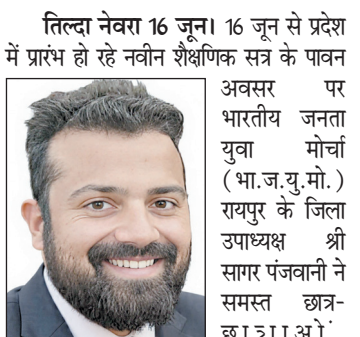 तिल्दा नेवरा 16 जून। 16 जून से प्रदेश
में प्रारंभ हो रहे नवीन शैक्षणिक सत्र के पावन
अवसर पर
भारतीय जनता
युवा मोर्चा
(भा.ज.यु.मो.)
रायपुर के जिला
उपाध्यक्ष श्री
सागर पंजवानी ने
समस्त छात्र-
छात्राओं